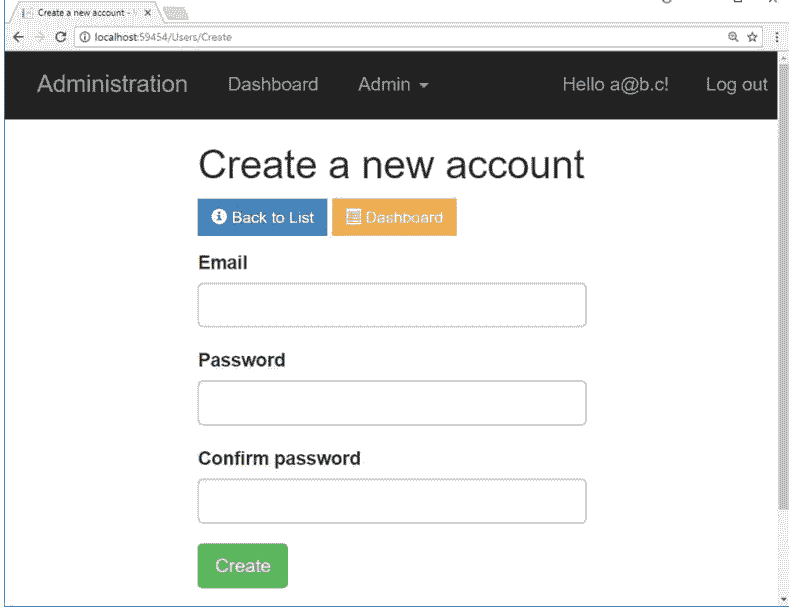 Create a new account -
localhost:59454/Users/Create
Administration Dashboard Admin Hello a@b.c! Log out
Create a new account
Back to List Dashboard
Email
Password
Confirm password
Create